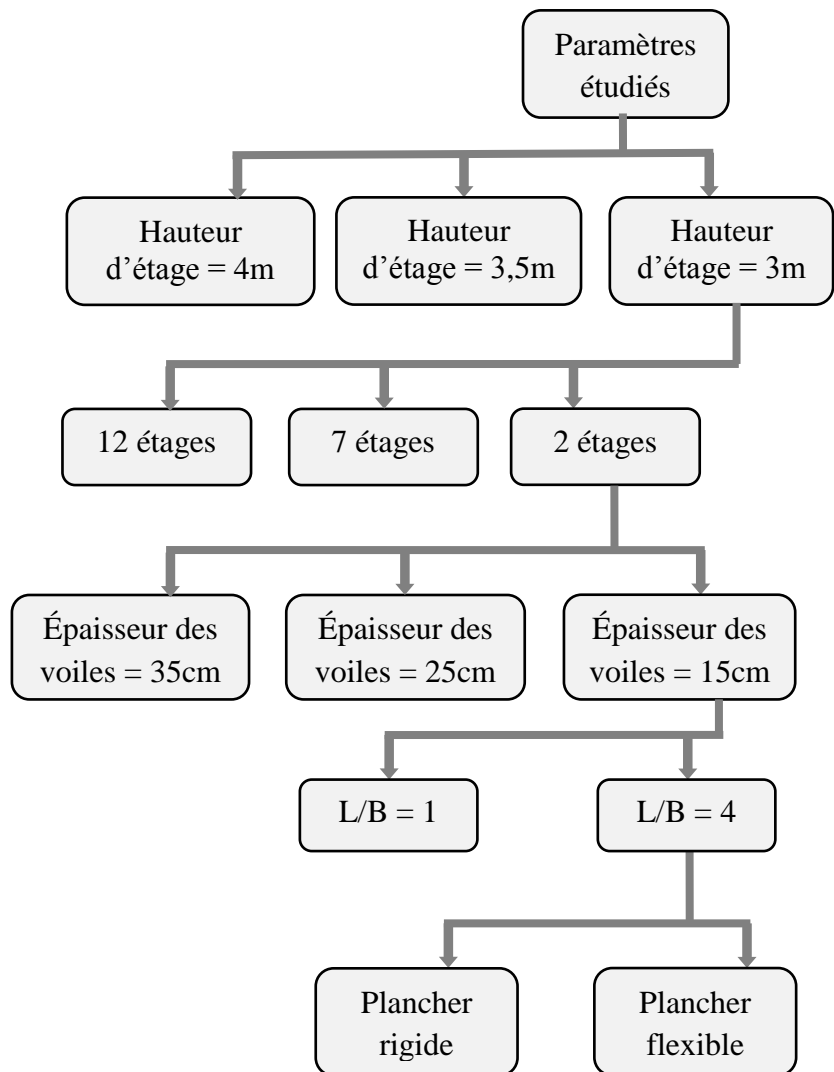 Paramètres
étudiés
Hauteur
d’étage = 4m
Hauteur
d’étage = 3,5m
Hauteur
d’étage = 3m
12 étages
7 étages
2 étages
Épaisseur des
voiles = 35cm
Épaisseur des
voiles = 25cm
Épaisseur des
voiles = 15cm
L/B = 1
L/B = 4
Plancher
rigide
Plancher
flexible